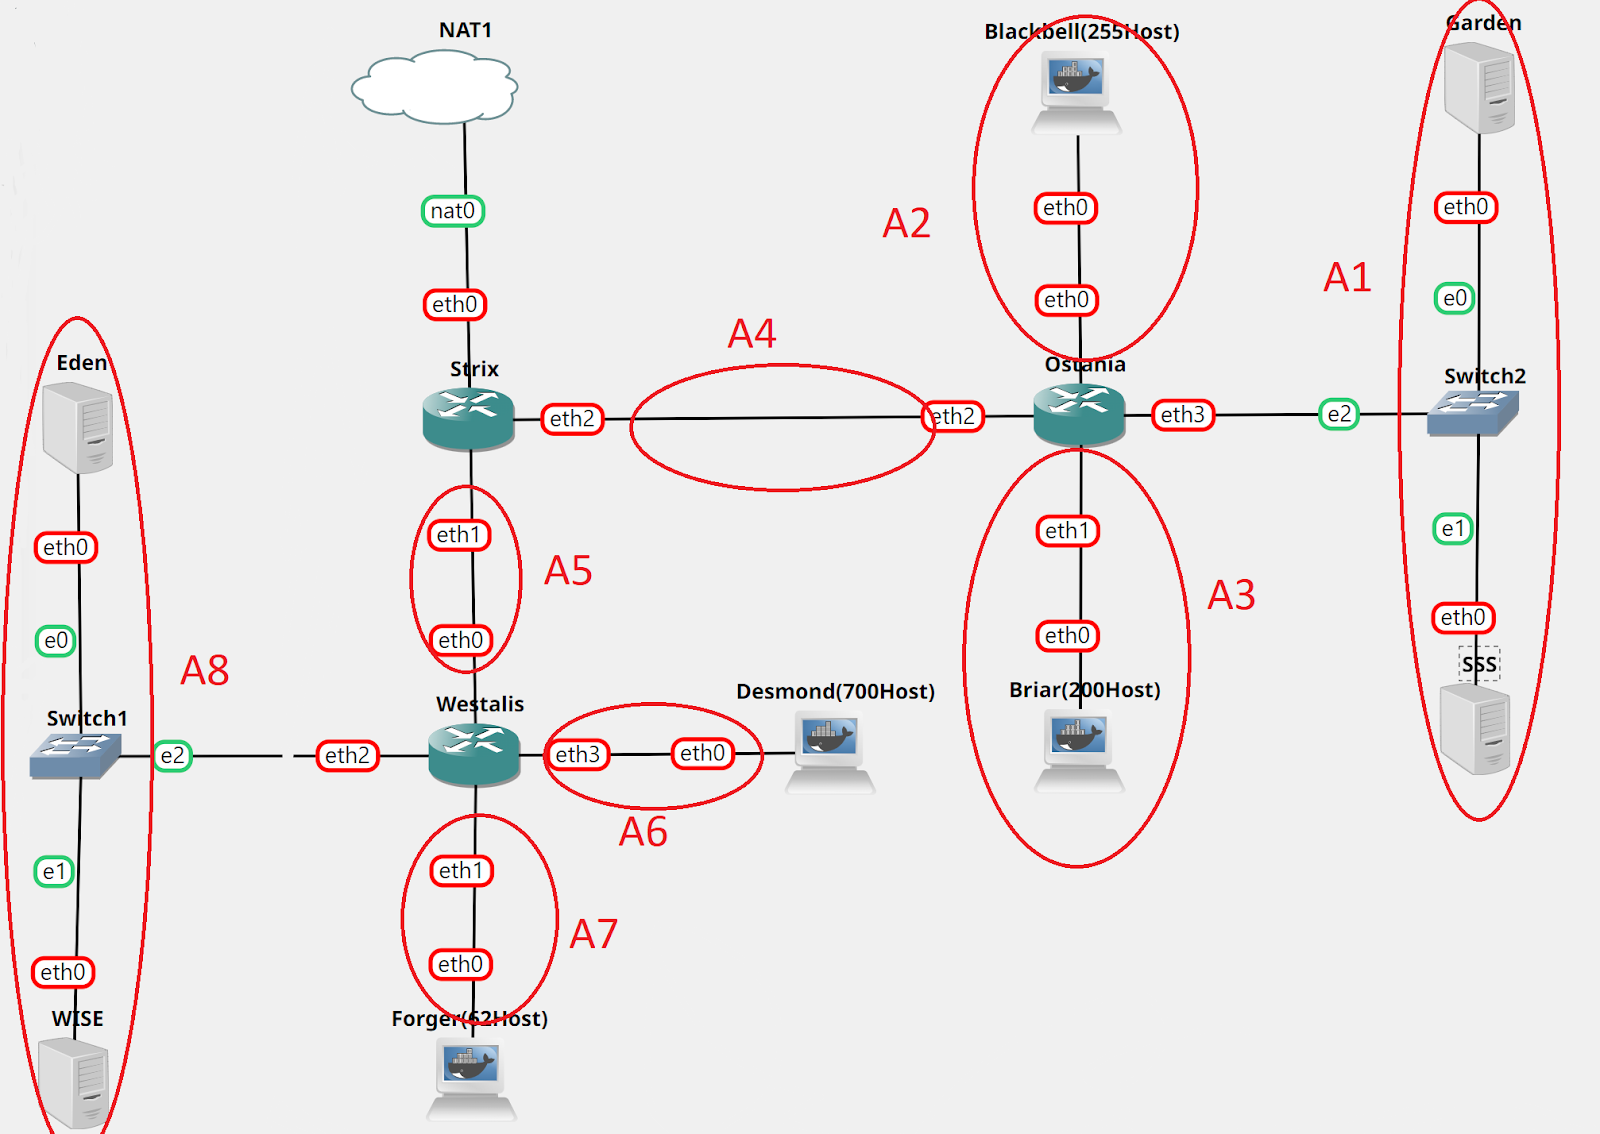 NAT1
Blackbell(255Host)
Garden
nat0
eth0
eth0
A2
eth0
A1
eth0
e0
eth0
A4
Eden
Strix
Ostania
Switch2
eth2
eth2
eth3
e2
eth1
eth1
e1
eth0
A5
A3
e0
eth0
eth0
eth0
A8
SSS
Desmond(700Host)
Briar(200Host)
Switch1
Westalis
e2
eth2
eth3
eth0
A6
e1
eth1
A7
eth0
eth0
WISE
Forger(62Host)